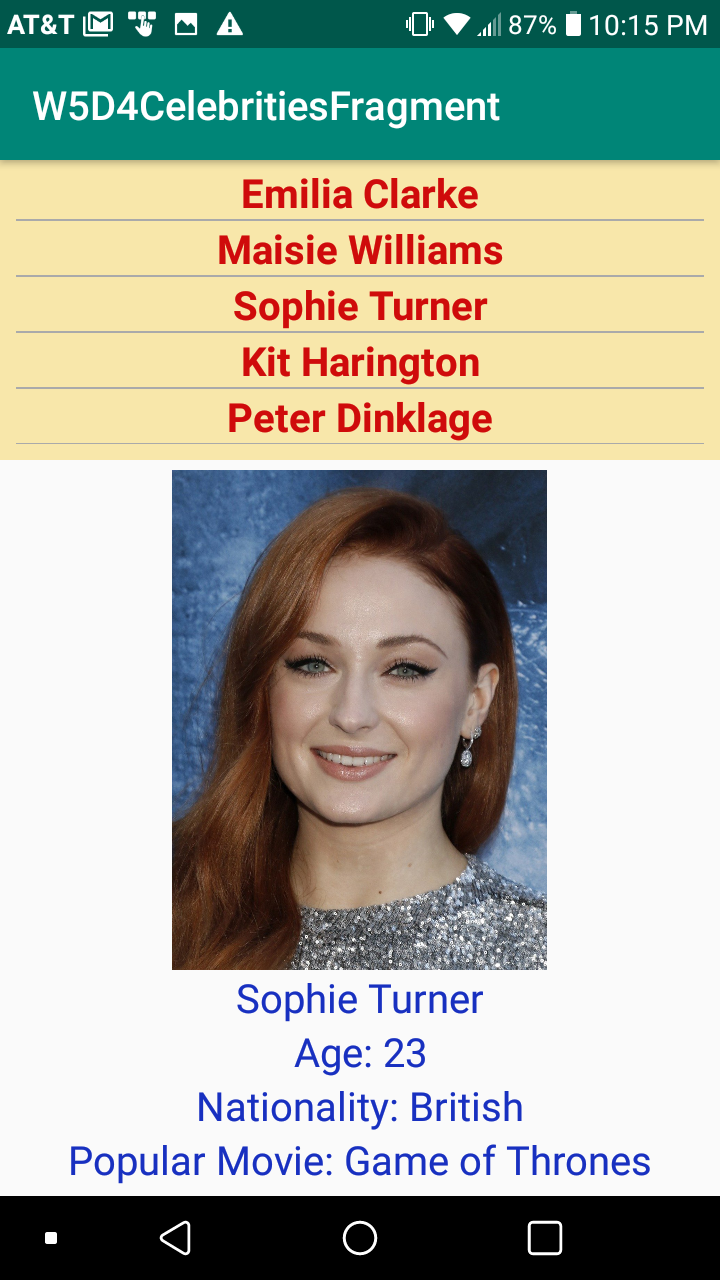 AT&T 87% 10:15 PM
W5D4CelebritiesFragment
Emilia Clarke
Maisie Williams
Sophie Turner
Kit Harington
Peter Dinklage
Sophie Turner
Age: 23
Nationality: British
Popular Movie: Game of Thrones